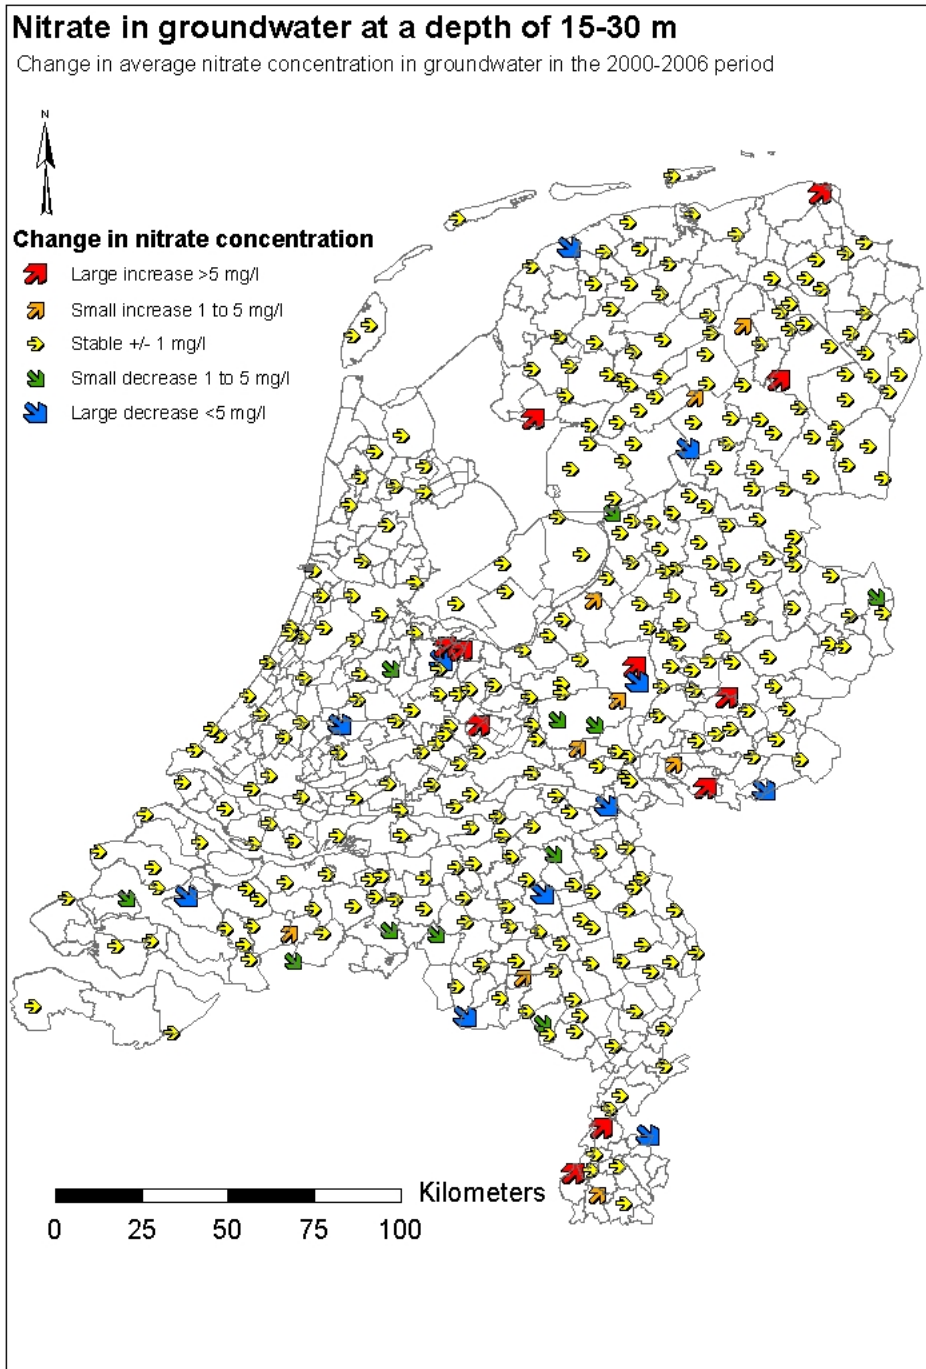 Nitrate in groundwater at a depth of 15-30 m
Change in average nitrate concentration in groundwater in the 2000-2006 period
N
Change in nitrate concentration
Large increase >5 mg/l
Small increase 1 to 5 mg/l
Stable +/- 1 mg/l
Small decrease 1 to 5 mg/l
Large decrease <5 mg/l
Kilometers
0 25 50 75 100